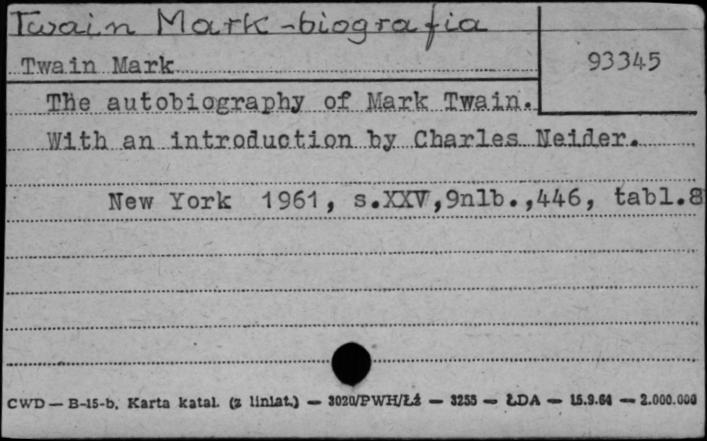 Twain Mark - biografia
Twain Mark
93345
The autobiography of Mark Twain.
With an introduction by Charles Neider.
New York 1961, s.XXV,9nlb.,446, tabl.8
CWD — B-15-b. Karta katal. (z liniat.) — 3020/PWH/Łź — 3255 — ŁDA — 15.9.64 — 2.000.000